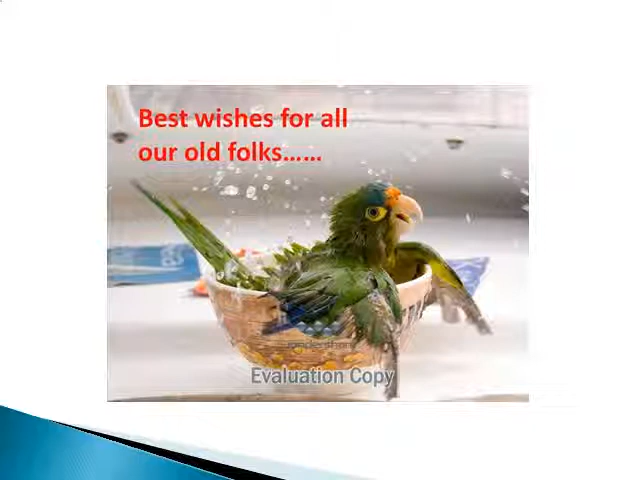 Best wishes for all
our old folks......
Evaluation Copy